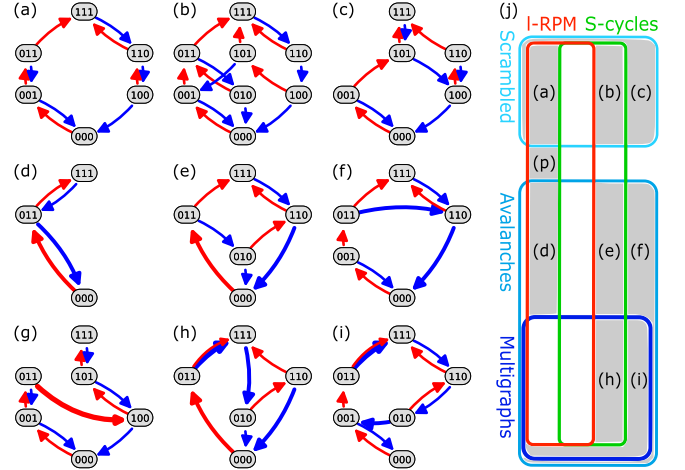 (a)
111
011
110
001
100
000
(b)
111
011
101
110
001
010
100
000
(c)
111
101
110
001
100
000
(d)
111
011
000
(e)
111
011
110
010
000
(f)
111
011
110
001
000
(g)
111
011
101
001
100
000
(h)
111
011
110
010
000
(i)
111
011
110
001
010
000
(j)
l-RPM S-cycles
Scrambled
(a) (b) (c)
(p)
Avalanches
(d) (e) (f)
Multigraphs
(h) (i)